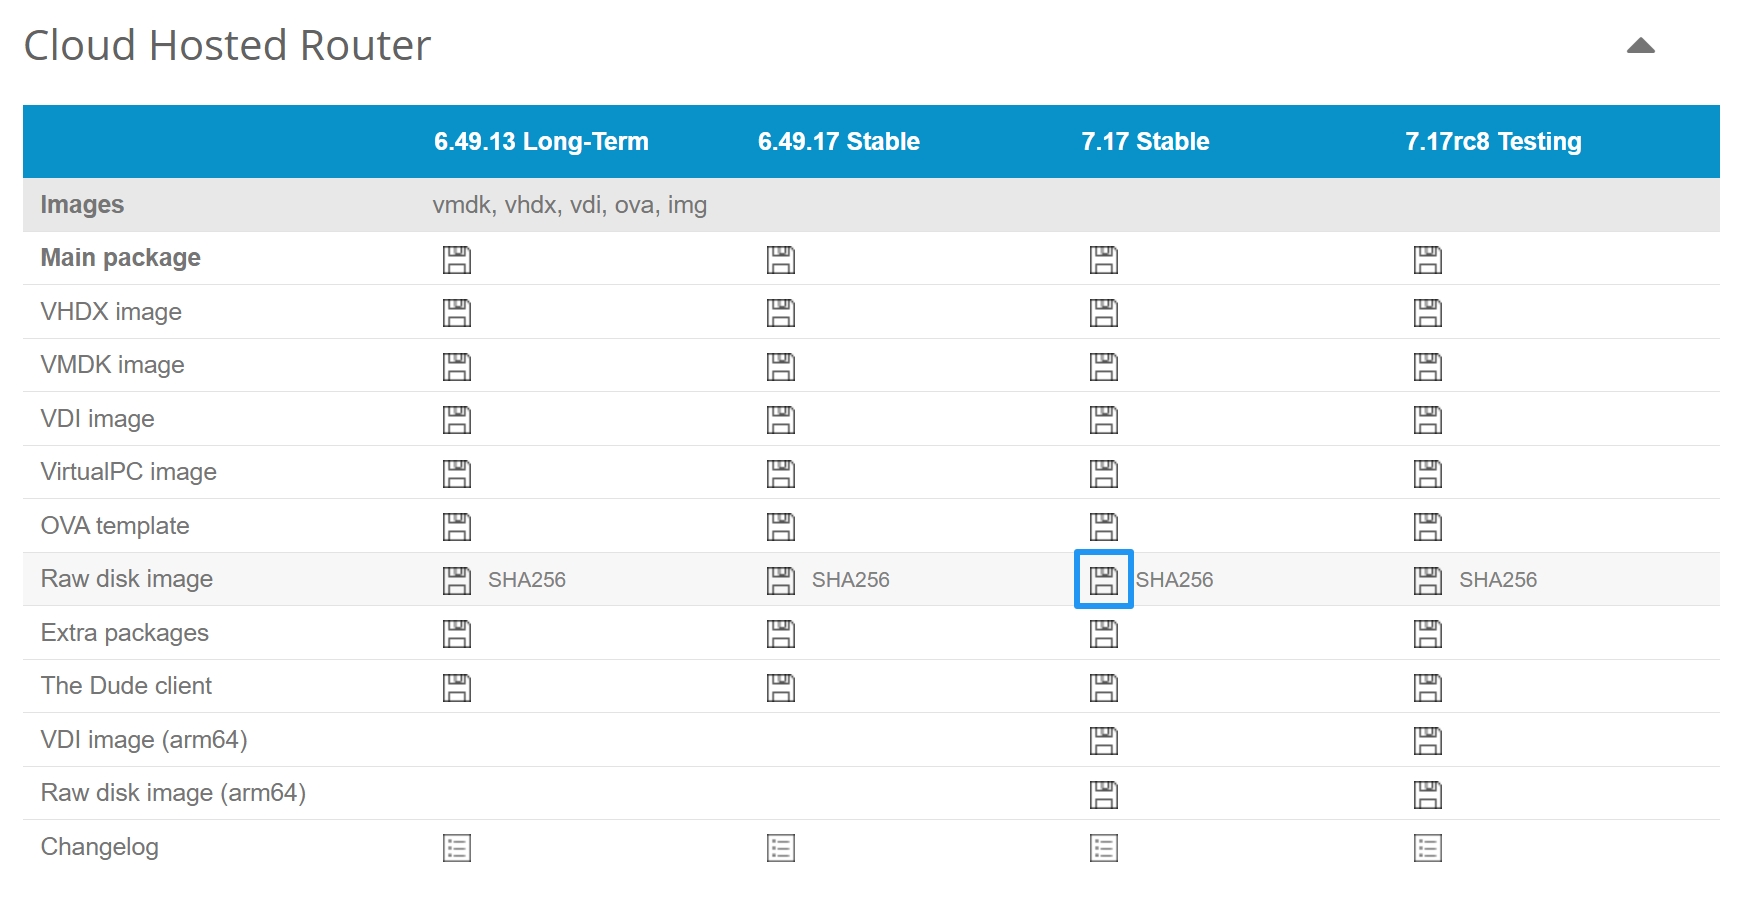 Cloud Hosted Router
6.49.13 Long-Term 6.49.17 Stable 7.17 Stable 7.17rc8 Testing
Images vmdk, vhdx, vdi, ova, img
Main package
VHDX image
VMDK image
VDI image
VirtualPC image
OVA template
Raw disk image SHA256 SHA256 SHA256 SHA256
Extra packages
The Dude client
VDI image (arm64)
Raw disk image (arm64)
Changelog